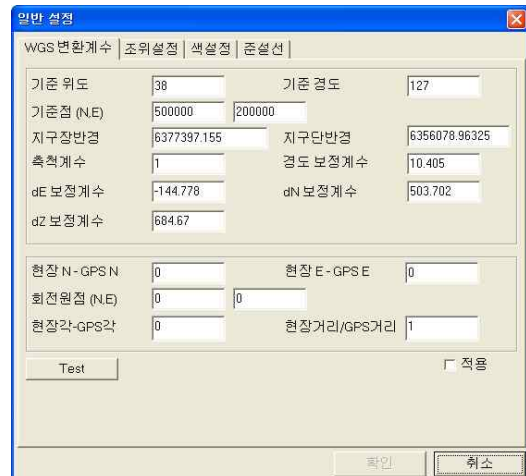 일반 설정
WGS 변환계수 조위설정 색설정 준설선
기준 위도 38 기준 경도 127
기준점 (N,E) 500000 200000
지구장반경 6377397.155 지구단반경 6356078.96325
축척계수 1 경도 보정계수 10.405
dE 보정계수 -144.778 dN 보정계수 503.702
dZ 보정계수 684.67
현장 N - GPS N 0 현장 E - GPS E 0
회전원점 (N,E) 0 0
현장각-GPS각 0 현장거리/GPS거리 1
Test 적용
확인 취소